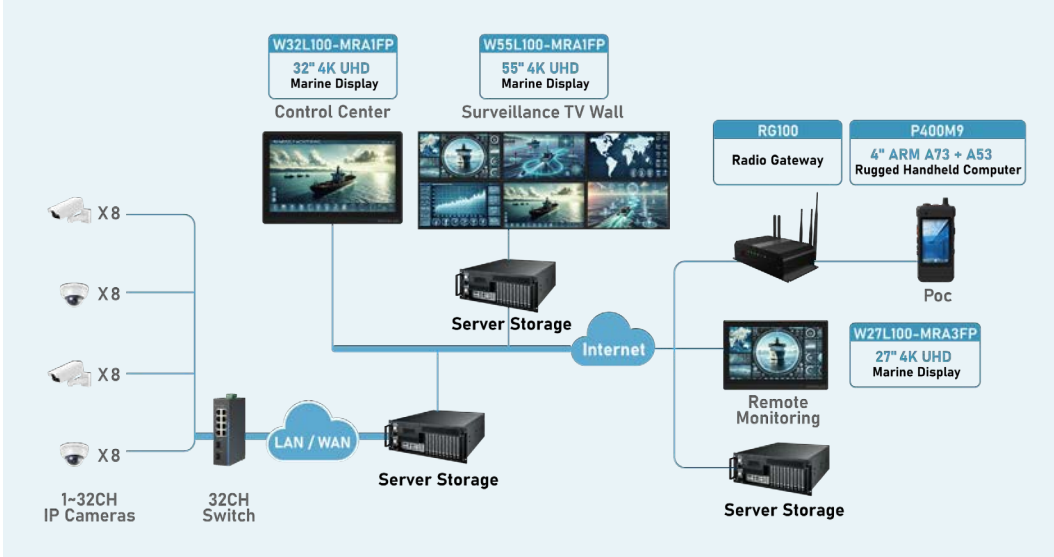 W32L100-MRA1FP
32" 4K UHD
Marine Display
Control Center
W55L100-MRA1FP
55" 4K UHD
Marine Display
Surveillance TV Wall
RG100
Radio Gateway
P400M9
4" ARM A73 + A53
Rugged Handheld Computer
X8
X8
X8
X8
1~32CH
IP Cameras
32CH
Switch
LAN / WAN
Server Storage
Server Storage
Internet
Poc
W27L100-MRA3FP
27" 4K UHD
Marine Display
Remote
Monitoring
Server Storage